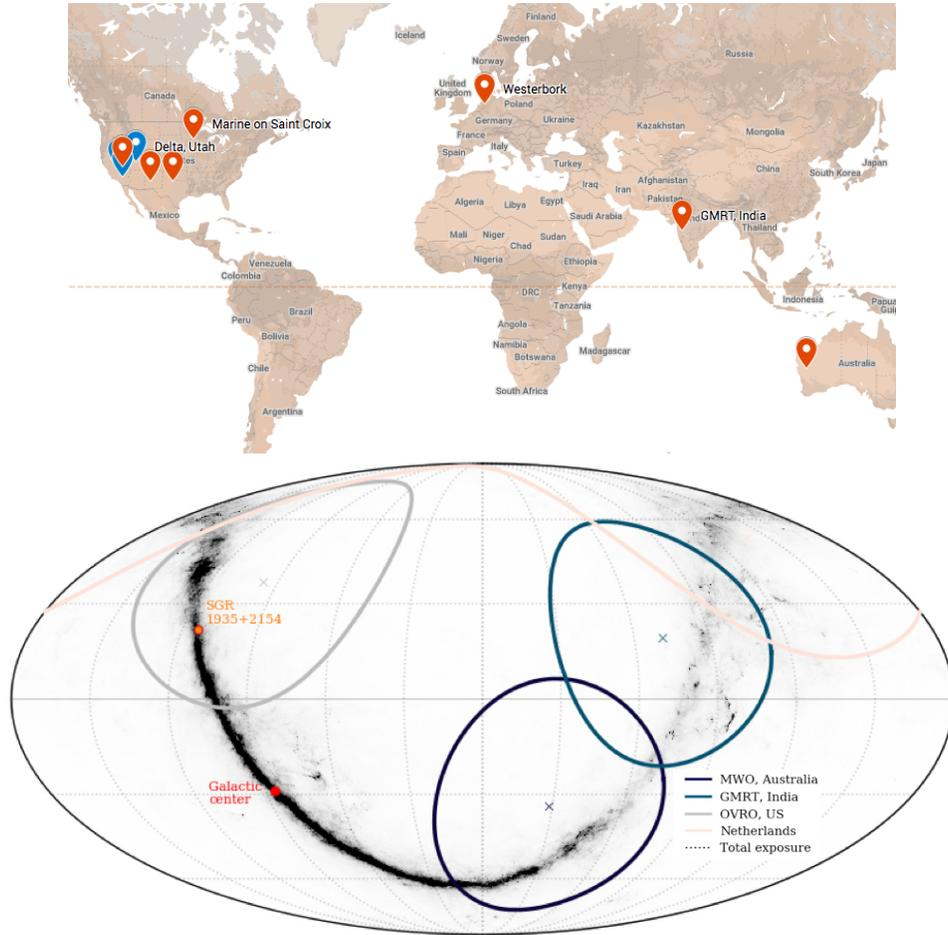 Finland
Iceland
Sweden
Russia
Norway
United
Kingdom
Westerbork
Poland
Canada
Marine on Saint Croix
Germany
Ukraine
Kazakhstan
Mongolia
France
Italy
Delta, Utah
tes
Spain
Turkey
China
Japan
South Korea
Afghanistan
Iraq
Iran
Pakistan
Algeria
Libya
Egypt
Saudi Arabia
GMRT, India
Mexico
Thailand
Mali
Niger
Chad
Sudan
Nigeria
Ethiopia
Venezuela
Colombia
DRC
Kenya
Indonesia
Papua
Tanzania
Peru
Brazil
Angola
Bolivia
Namibia
Botswana
Madagascar
Chile
Australia
South Africa
Argentina
SGR
1935+2154
Galactic
center
MWO, Australia
GMRT, India
OVRO, US
Netherlands
Total exposure